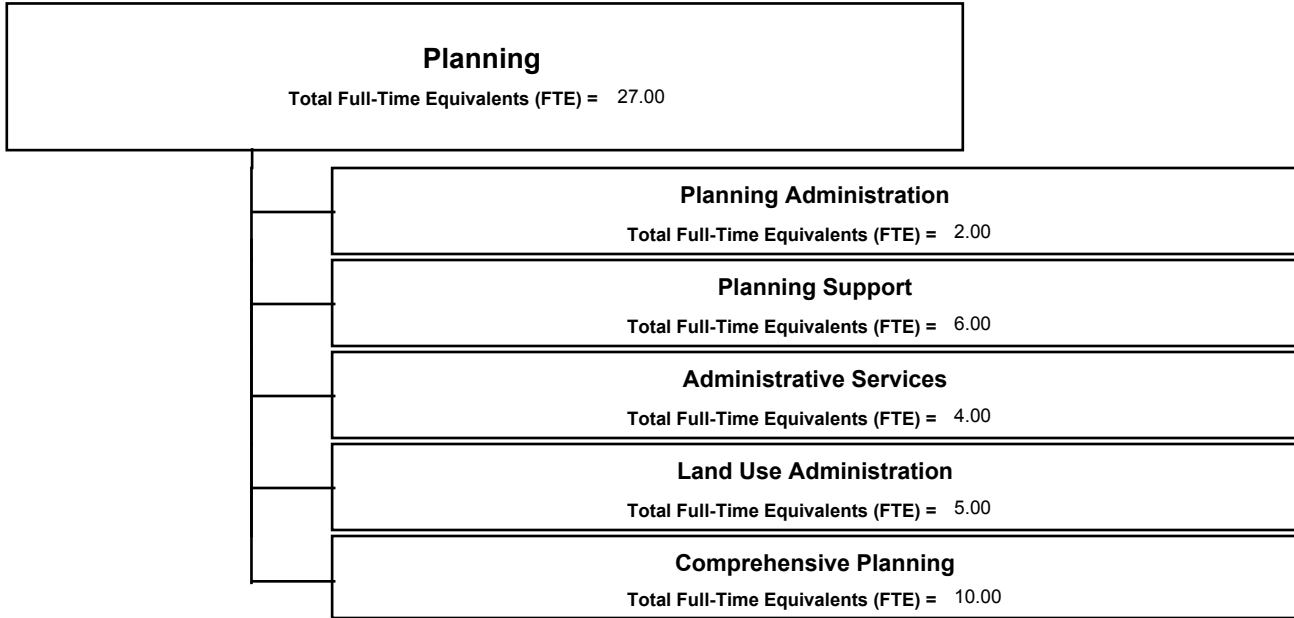 Planning
Total Full-Time Equivalents (FTE) = 27.00
Planning Administration
Total Full-Time Equivalents (FTE) = 2.00
Planning Support
Total Full-Time Equivalents (FTE) = 6.00
Administrative Services
Total Full-Time Equivalents (FTE) = 4.00
Land Use Administration
Total Full-Time Equivalents (FTE) = 5.00
Comprehensive Planning
Total Full-Time Equivalents (FTE) = 10.00